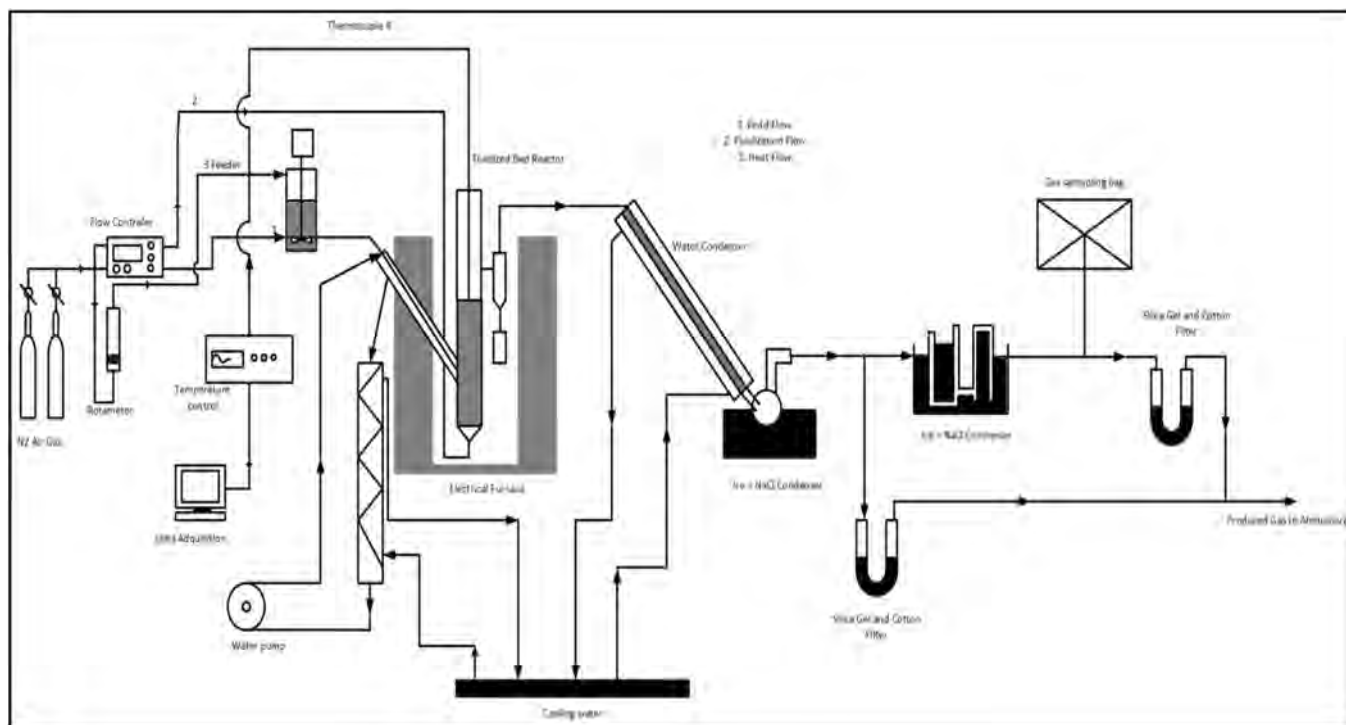 Thermocouple K
2
1. Feed Flow
2. Fluidization Flow
3. Heat Flow
3 Feeder
Fluidized Bed Reactor
Gas sampling bag
Flow Controller
1
Water Condenser
Silica Gel and Cotton
Filter
Temperature
control
Rotameter
N2 Air Gas
Ice + NaCl Condenser
Electrical Furnace
Ice + NaCl Condenser
Produced Gas to
Data Adquisition
Silica Gel and Cotton
Filter
Water pump
Cooling water